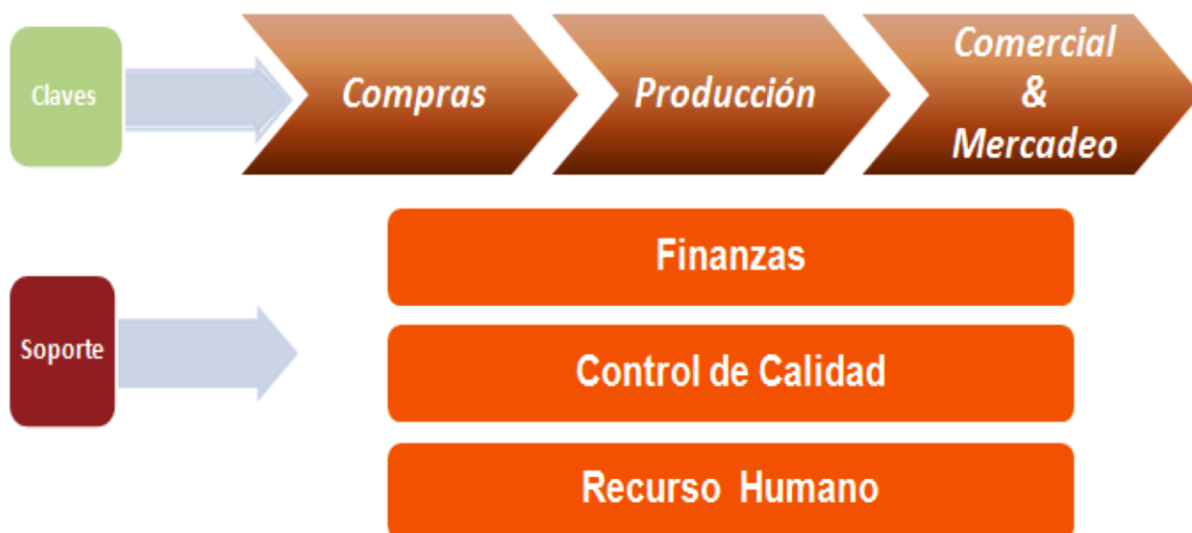 Claves
Compras
Producción
Comercial
&
Mercadeo
Finanzas
Soporte
Control de Calidad
Recurso Humano